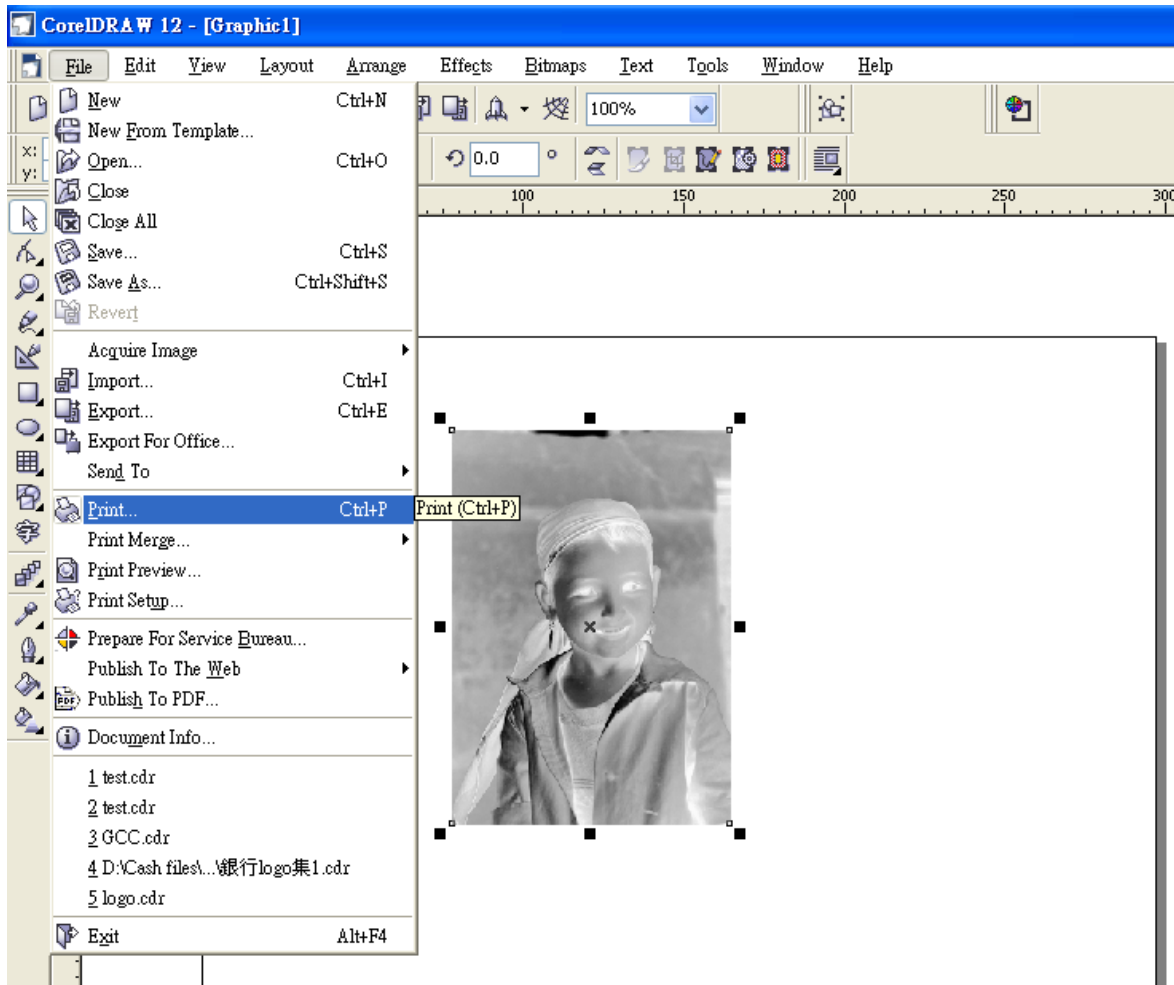 CorelDRAW 12 - [Graphic1]
File Edit View Layout Arrange Effects Bitmaps Text Tools Window Help
New Ctrl+N
100%
New From Template...
x:
y:
Open... Ctrl+O
0.0 °
Close
100 150 200 250 300
Close All
Save... Ctrl+S
Save As... Ctrl+Shift+S
Revert
Acquire Image
Import... Ctrl+I
Export... Ctrl+E
Export For Office...
Send To
Print... Ctrl+P
Print (Ctrl+P)
字
Print Merge...
Print Preview...
Print Setup...
Prepare For Service Bureau...
Publish To The Web
PDF
Publish To PDF...
Document Info...
1 test.cdr
2 test.cdr
3 GCC.cdr
4 D:\Cash files\...\銀行logo集1.cdr
5 logo.cdr
Exit Alt+F4